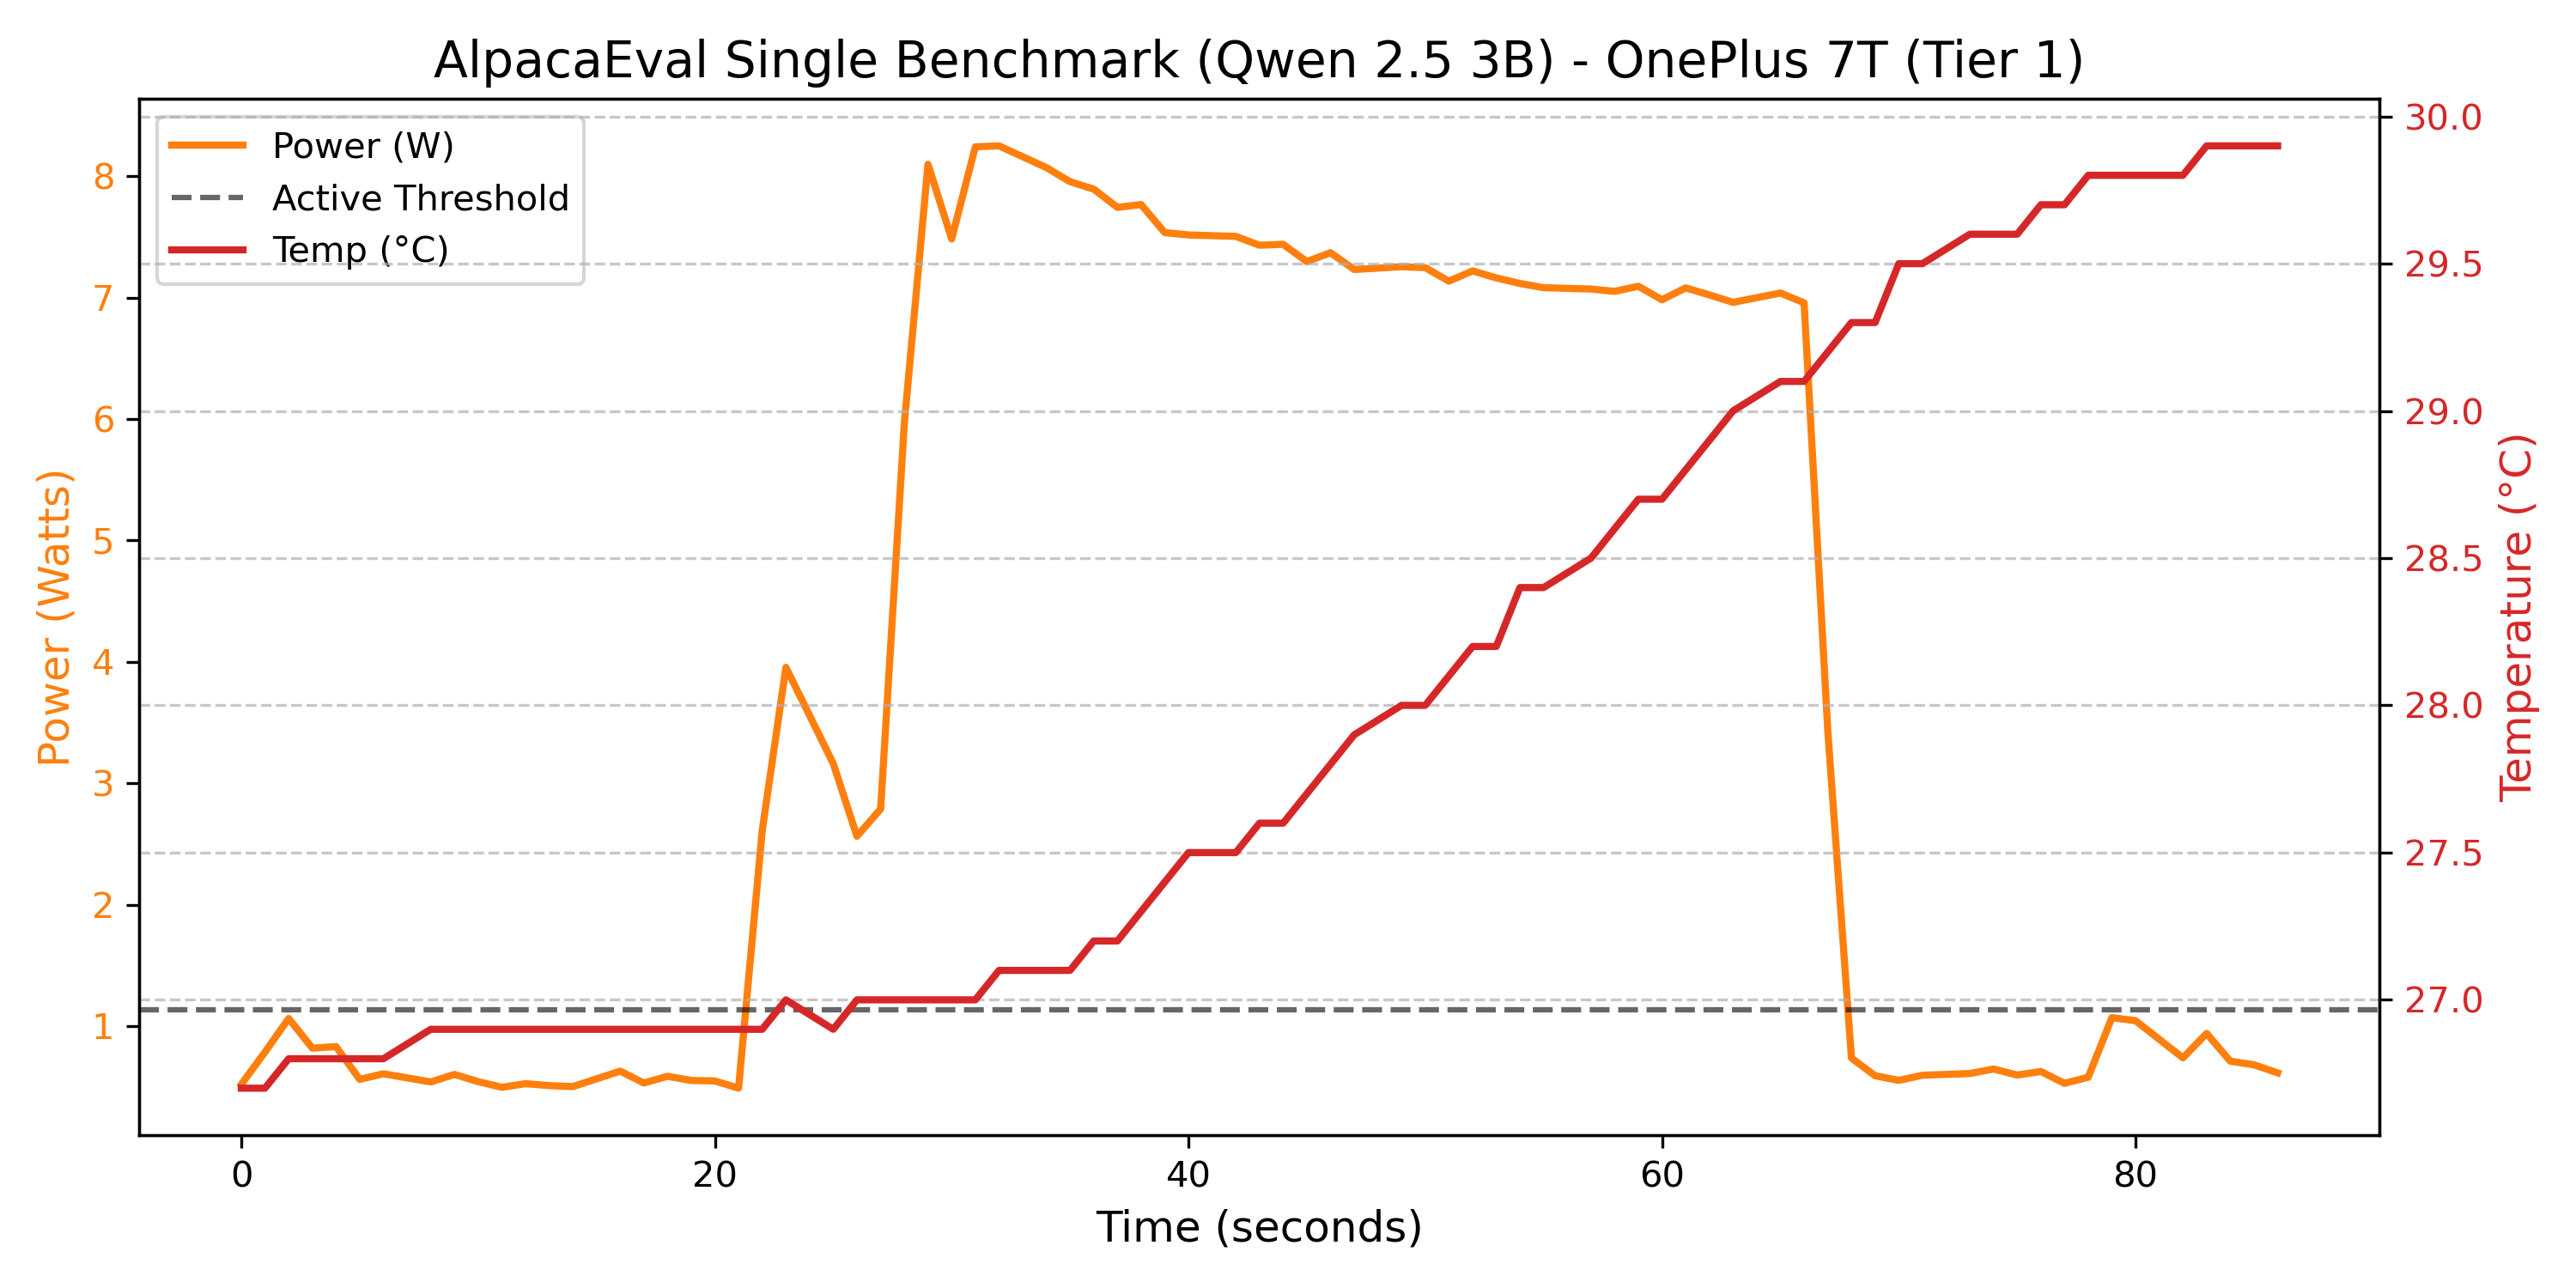 AlpacaEval Single Benchmark (Qwen 2.5 3B) - OnePlus 7T (Tier 1)
Power (W)
Active Threshold
Temp (°C)
8
7
6
5
4
3
2
1
Power (Watts)
30.0
29.5
29.0
28.5
28.0
27.5
27.0
Temperature (°C)
0 20 40 60 80
Time (seconds)